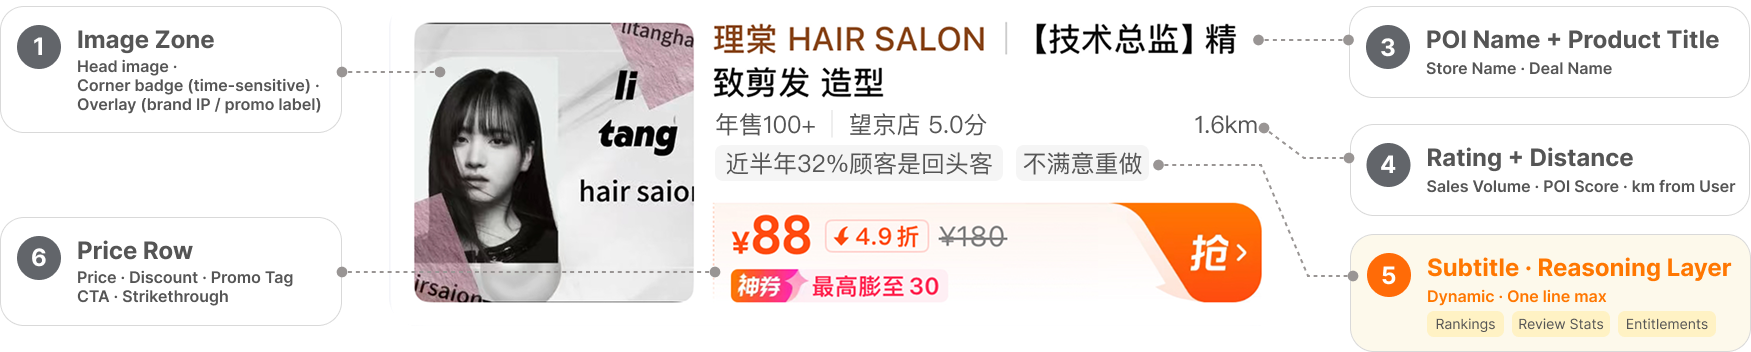 1
Image Zone
Head image ·
Corner badge (time-sensitive) ·
Overlay (brand IP / promo label)
6
Price Row
Price · Discount · Promo Tag
CTA · Strikethrough
litangha
li
tang
hair saion
irsaion
理棠 HAIR SALON 【技术总监】精
致剪发 造型
年售100+ 望京店 5.0分 1.6km
近半年32%顾客是回头客 不满意重做
¥88 4.9折 ¥180 抢
神券 最高膨至 30
3
POI Name + Product Title
Store Name · Deal Name
4
Rating + Distance
Sales Volume · POI Score · km from User
5
Subtitle · Reasoning Layer
Dynamic · One line max
Rankings Review Stats Entitlements